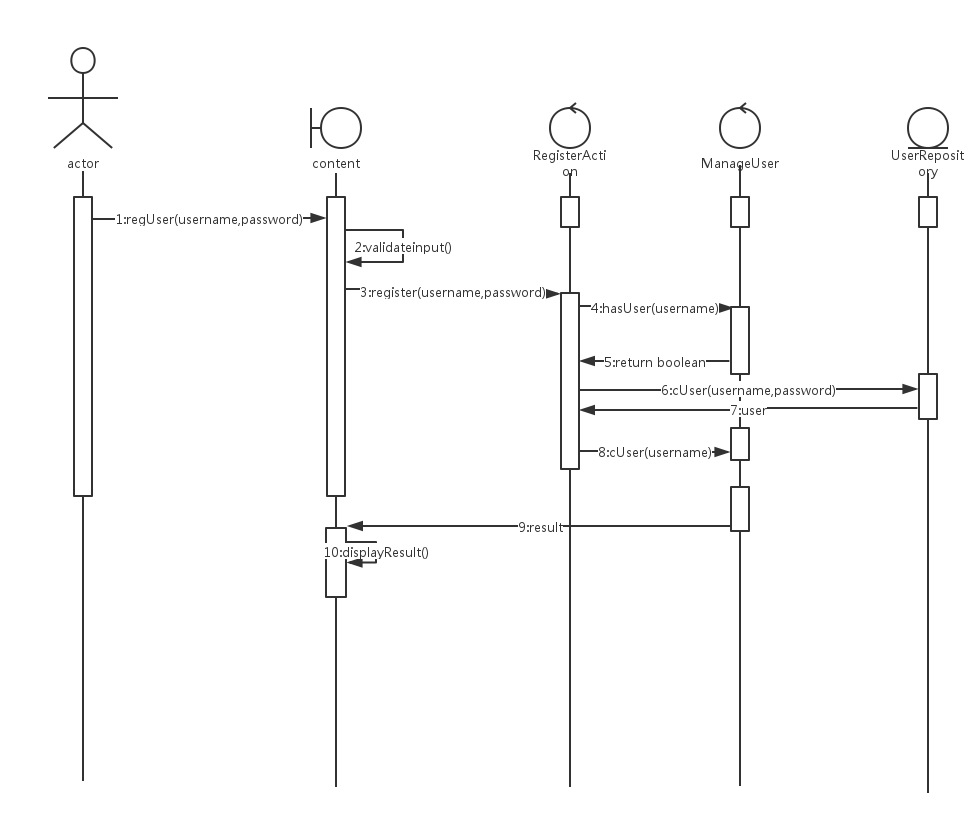 actor
content
RegisterActi
on
ManageUser
UserReposit
ory
1:regUser(username,password)
2:validateinput()
3:register(username,password)
4:hasUser(username)
5:return boolean
6:cUser(username,password)
7:user
8:cUser(username)
9:result
10:displayResult()